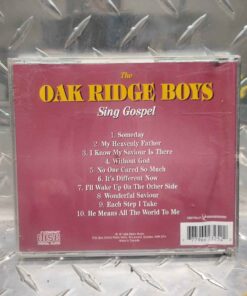 The
OAK RIDGE BOYS
Sing Gospel
1. Someday
2. My Heavenly Father
3. I Know My Saviour Is There
4. Without God
5. No One Cared So Much
6. It's Different Now
7. I'll Wake Up On The Other Side
8. Wonderful Saviour
9. Each Step I Take
10. He Means All The World To Me